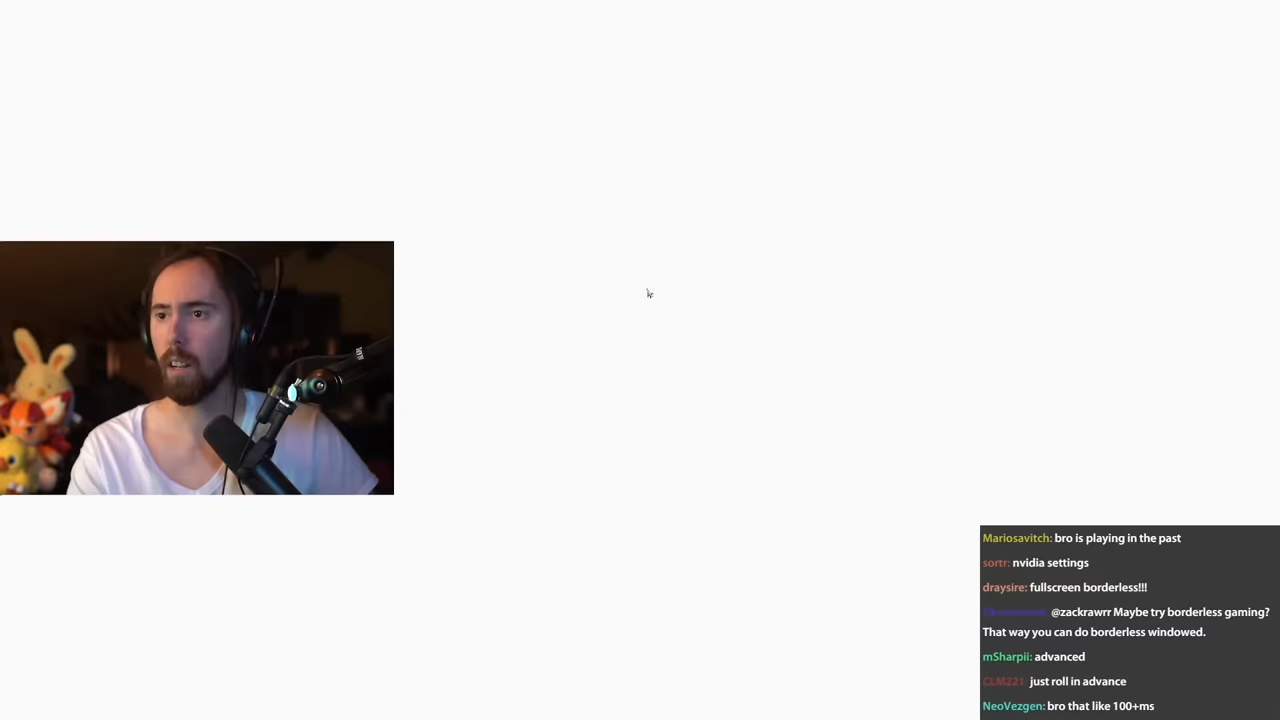 Mariosavitch: bro is playing in the past
sortr: nvidia settings
draysire: fullscreen borderless!!!
@zackrawrr Maybe try borderless gaming?
That way you can do borderless windowed.
mSharpii: advanced
CLM221: just roll in advance
NeoVezgen: bro that like 100+ms